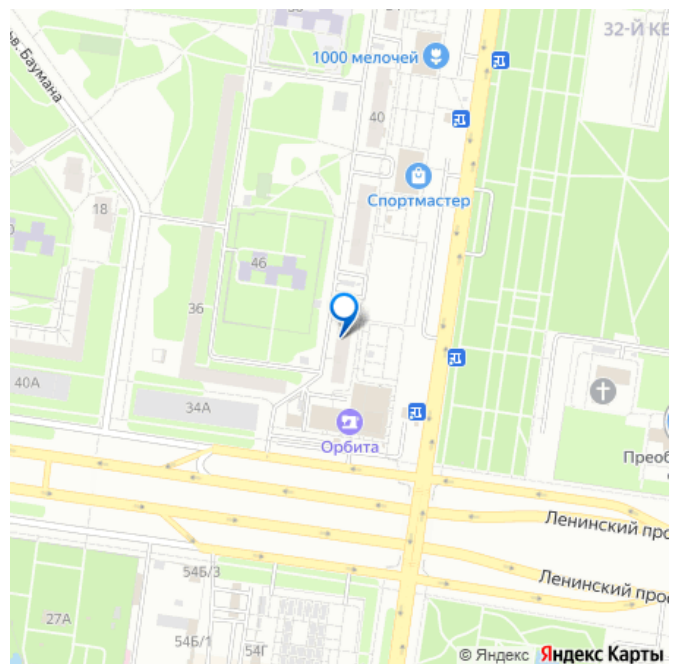 32-Й КВ
1000 мелочей
Баумана
40
Спортмастер
18
46
36
40А
34А
Орбита
Преоб
Ленинский про
Ленинский прос
54Б/3
27А
54Б/1
54Г
© Яндекс Яндекс Карты